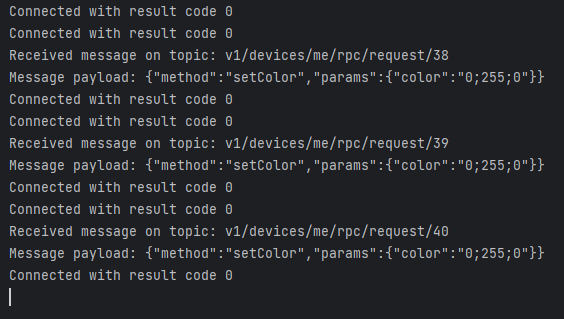 Connected with result code 0
Connected with result code 0
Received message on topic: v1/devices/me/rpc/request/38
Message payload: {"method":"setColor","params":{"color":"0;255;0"}}
Connected with result code 0
Connected with result code 0
Received message on topic: v1/devices/me/rpc/request/39
Message payload: {"method":"setColor","params":{"color":"0;255;0"}}
Connected with result code 0
Connected with result code 0
Received message on topic: v1/devices/me/rpc/request/40
Message payload: {"method":"setColor","params":{"color":"0;255;0"}}
Connected with result code 0